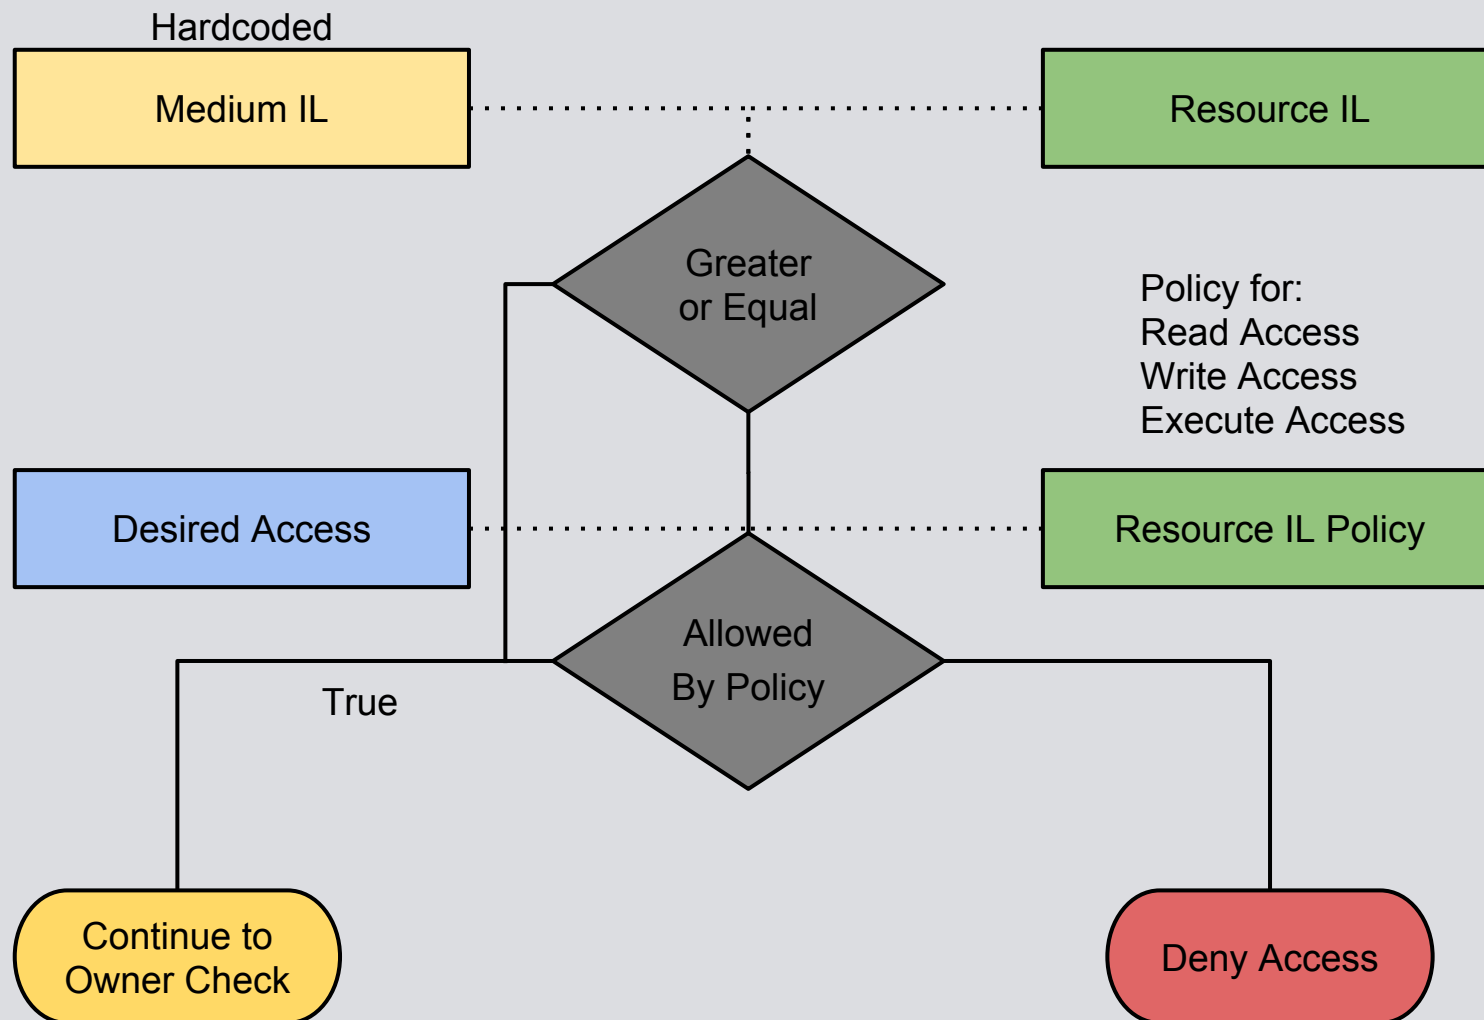 Hardcoded
Medium IL
Resource IL
Greater
or Equal
Policy for:
Read Access
Write Access
Execute Access
Desired Access
Resource IL Policy
Allowed
By Policy
True
Continue to
Owner Check
Deny Access